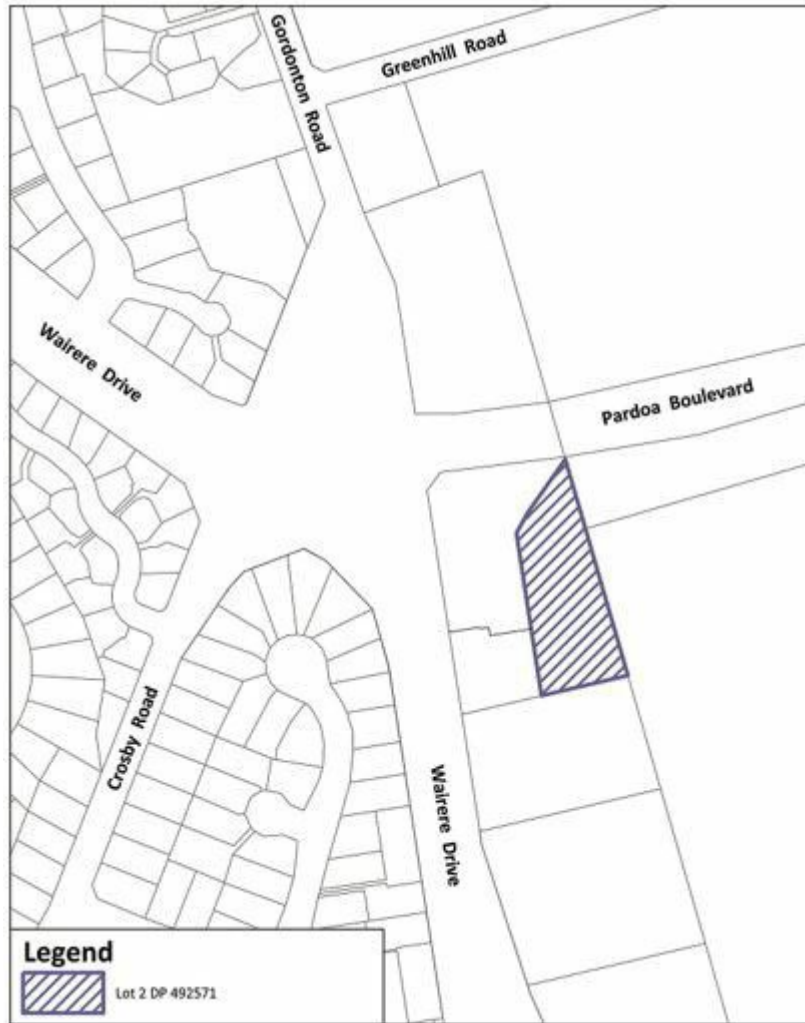 Gordonton Road
Greenhill Road
Wairere Drive
Pardoa Boulevard
Crosby Road
Wairere Drive
Legend
Lot 2 DP 492571